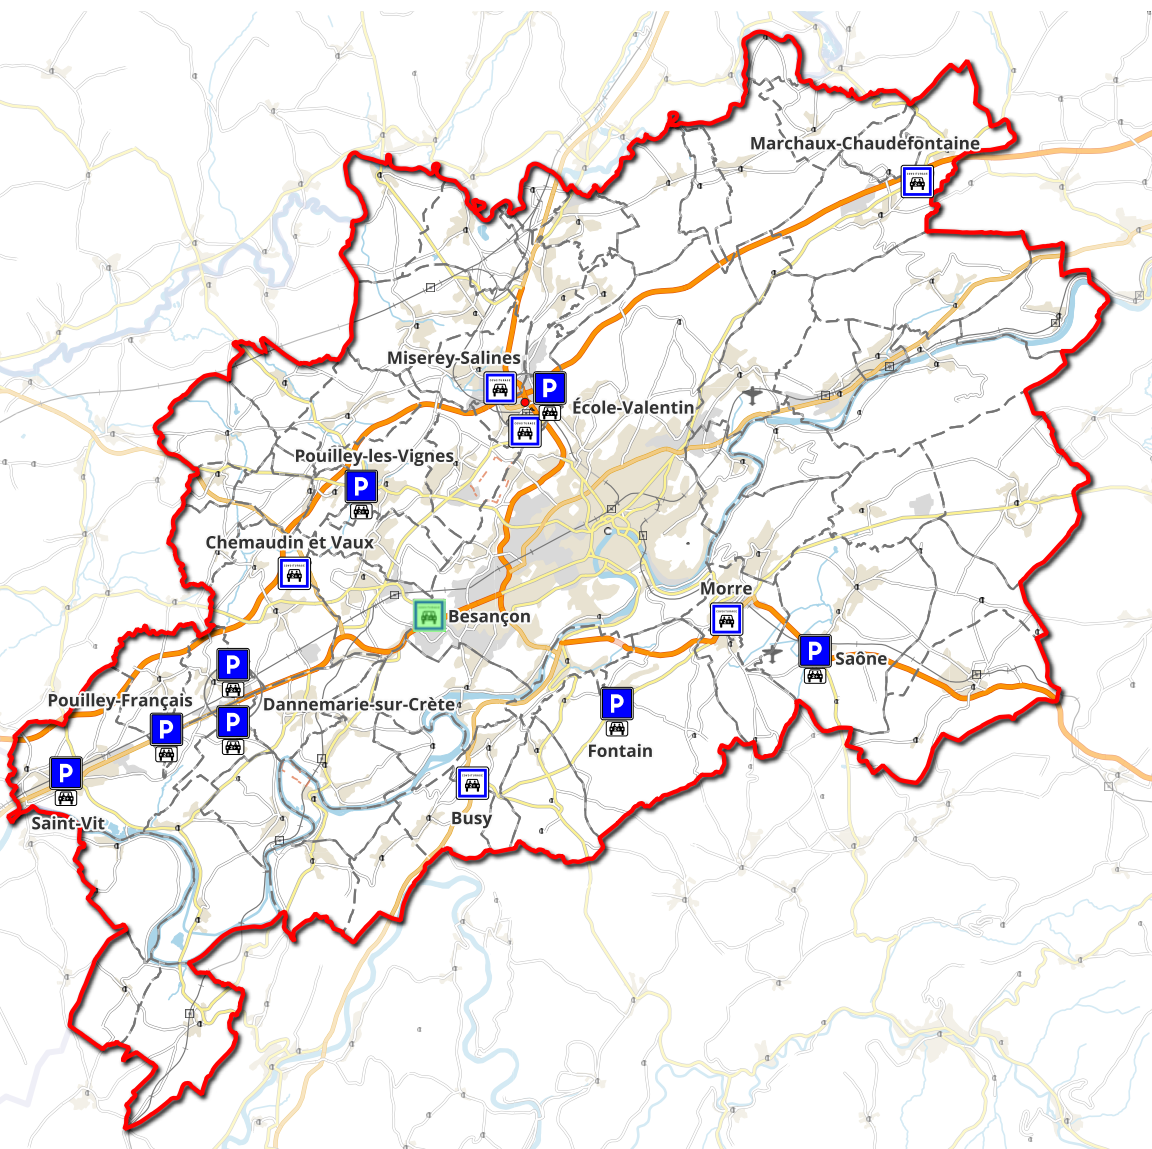 Marchaux-Chaudefontaine
Miserey-Salines
P
École-Valentin
Pouilley-les-Vignes
P
Chemaudin et Vaux
Morre
Besançon
P
Saône
P
Pouilley-Français
P
Dannemarie-sur-Crète
P
P
Fontain
P
Saint-Vit
Busy